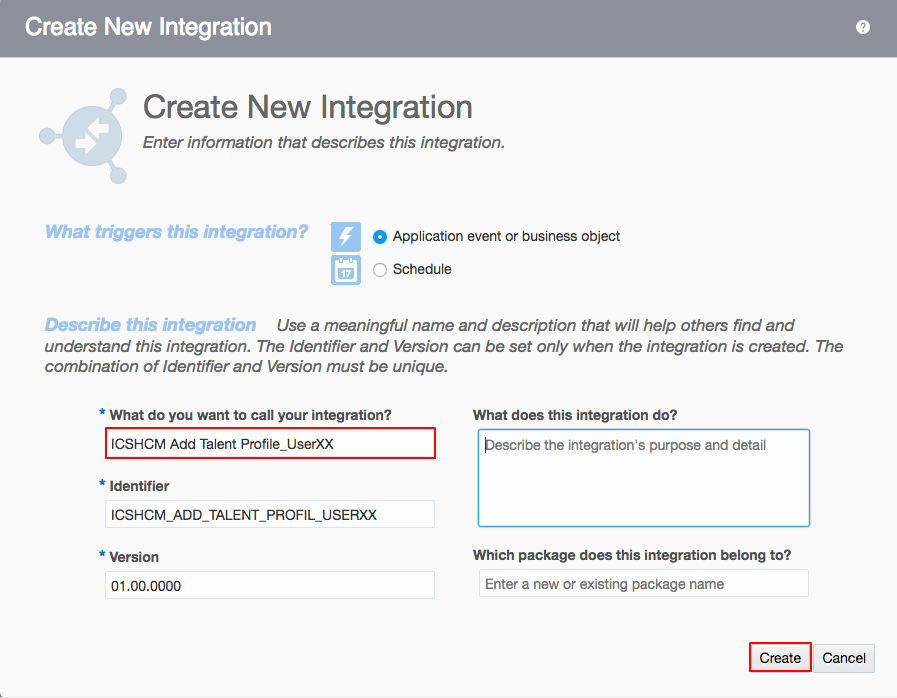 Create New Integration
?
Create New Integration
Enter information that describes this integration.
What triggers this integration?
Application event or business object
17
Schedule
Describe this integration Use a meaningful name and description that will help others find and
understand this integration. The Identifier and Version can be set only when the integration is created. The
combination of Identifier and Version must be unique.
* What do you want to call your integration?
ICSHCM Add Talent Profile_UserXX
* Identifier
ICSHCM_ADD_TALENT_PROFIL_USERXX
* Version
01.00.0000
What does this integration do?
Describe the integration's purpose and detail
Which package does this integration belong to?
Enter a new or existing package name
Create
Cancel